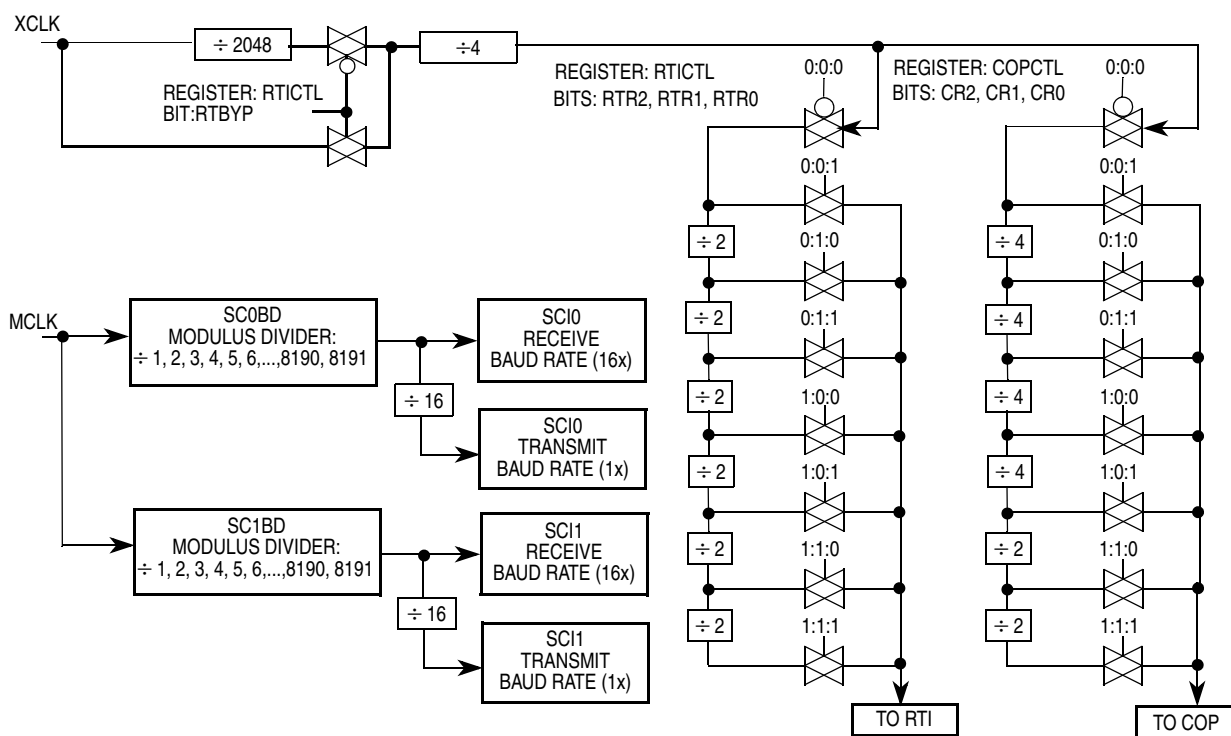 XCLK
÷ 2048
÷4
REGISTER: RTICTL
BIT:RTBYP
REGISTER: RTICTL
BITS: RTR2, RTR1, RTR0
0:0:0
REGISTER: COPCTL
BITS: CR2, CR1, CR0
0:0:0
0:0:1
0:0:1
÷ 2
0:1:0
÷ 4
0:1:0
MCLK
SC0BD
MODULUS DIVIDER:
÷ 1, 2, 3, 4, 5, 6,...,8190, 8191
SCI0
RECEIVE
BAUD RATE (16x)
÷ 16
SCI0
TRANSMIT
BAUD RATE (1x)
÷ 2
0:1:1
÷ 4
0:1:1
÷ 2
1:0:0
÷ 4
1:0:0
÷ 2
1:0:1
÷ 4
1:0:1
SC1BD
MODULUS DIVIDER:
÷ 1, 2, 3, 4, 5, 6,...,8190, 8191
SCI1
RECEIVE
BAUD RATE (16x)
÷ 16
SCI1
TRANSMIT
BAUD RATE (1x)
÷ 2
1:1:0
÷ 2
1:1:0
÷ 2
1:1:1
÷ 2
1:1:1
TO RTI
TO COP